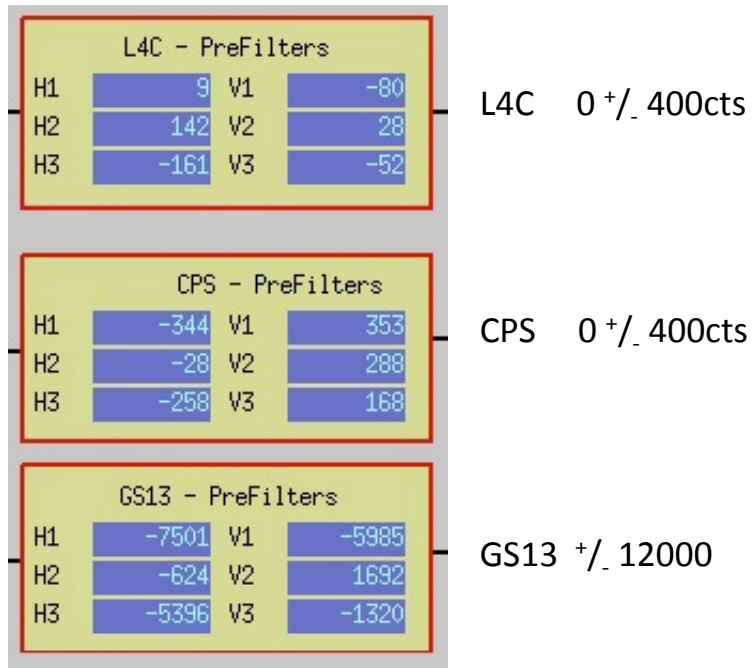 L4C - PreFilters
H1 9 V1 -80
H2 142 V2 28
H3 -161 V3 -52
L4C 0 +/- 400cts
CPS - PreFilters
H1 -344 V1 353
H2 -28 V2 288
H3 -258 V3 168
CPS 0 +/- 400cts
GS13 - PreFilters
H1 -7501 V1 -5985
H2 -624 V2 1692
H3 -5396 V3 -1320
GS13 +/- 12000